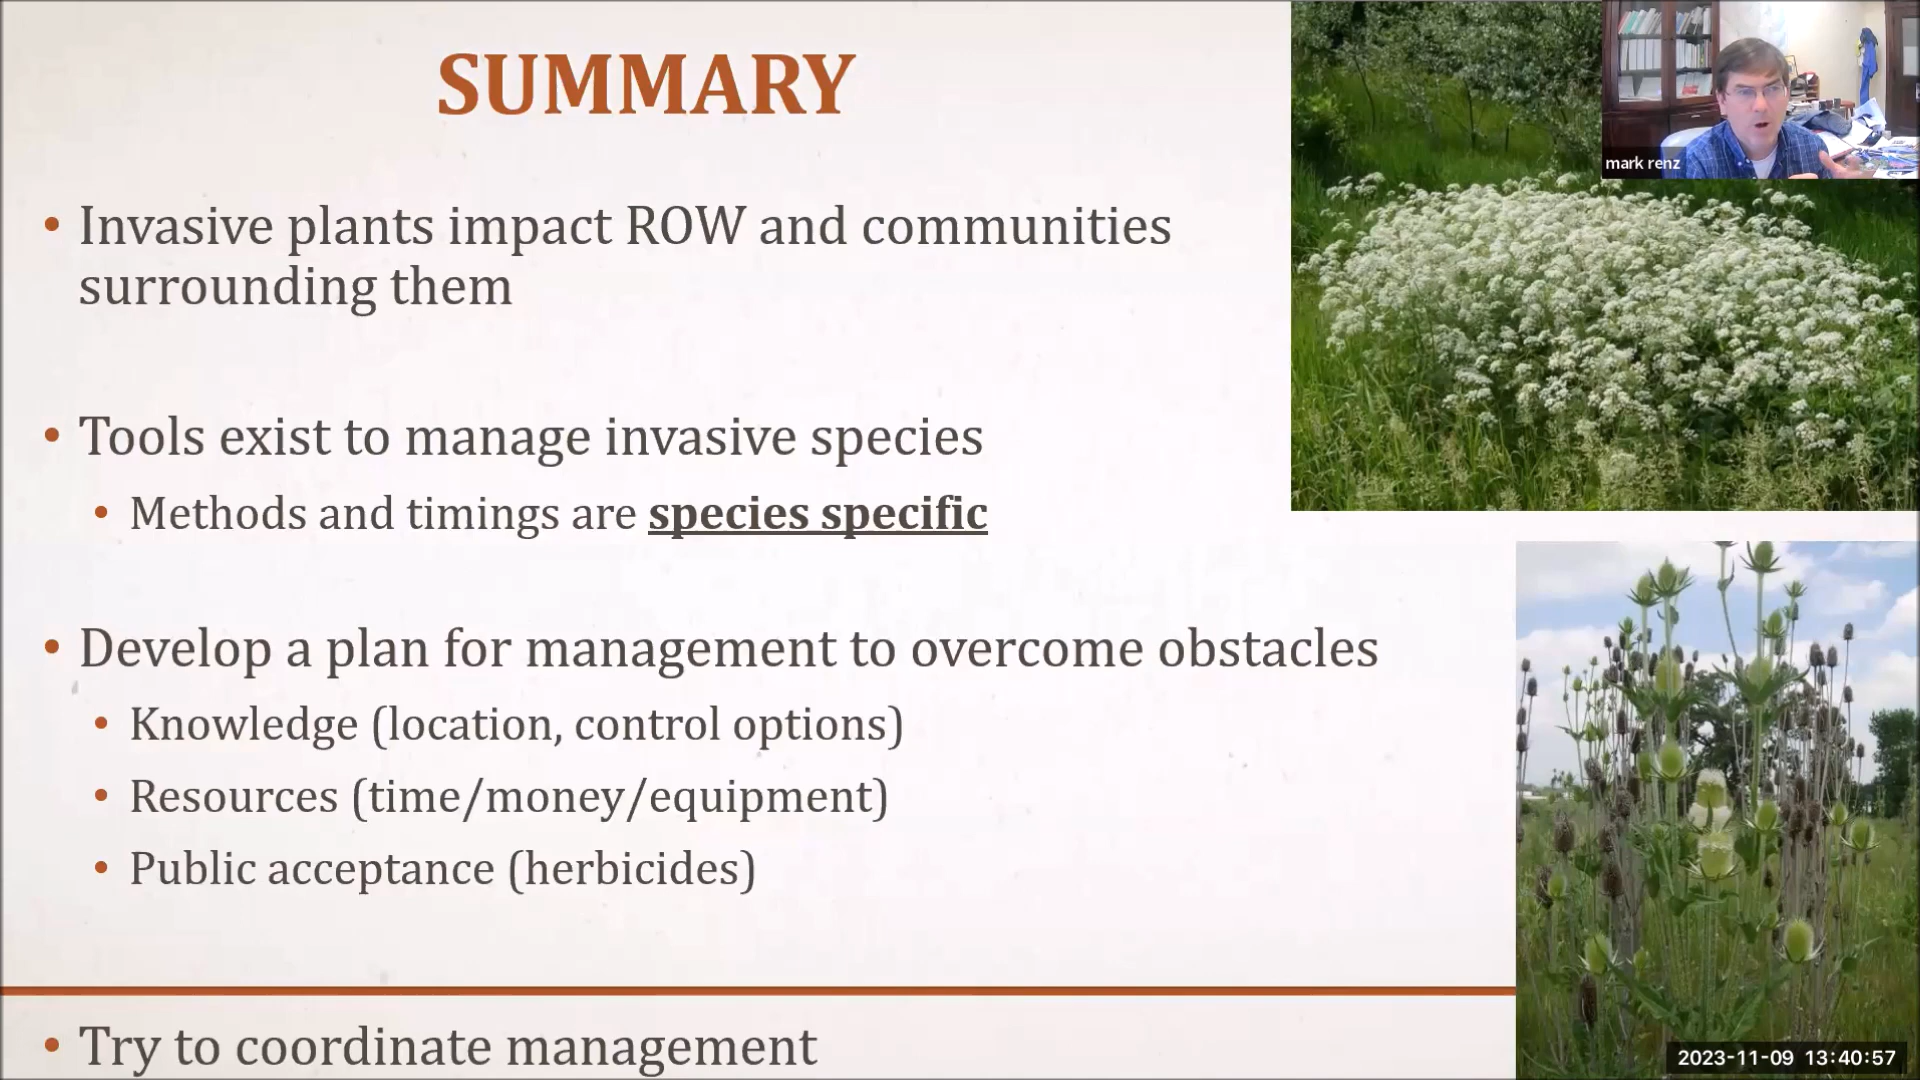 SUMMARY
mark renz
• Invasive plants impact ROW and communities
surrounding them
• Tools exist to manage invasive species
• Methods and timings are species specific
• Develop a plan for management to overcome obstacles
• Knowledge (location, control options)
• Resources (time/money/equipment)
• Public acceptance (herbicides)
• Try to coordinate management
2023-11-09 13:40:57